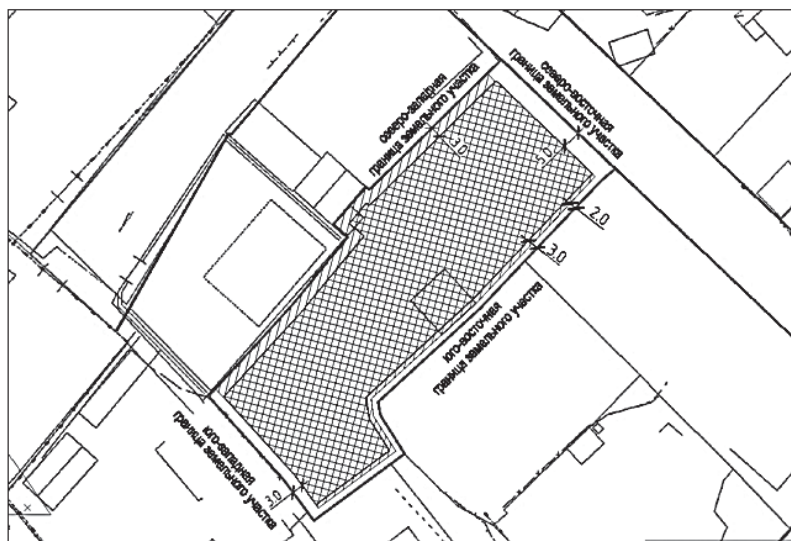 северо-западная
граница земельного участка
северо-восточная
граница земельного участка
3.0
5.0
2.0
3.0
юго-восточная
граница земельного участка
юго-западная
граница земельного участка
3.0